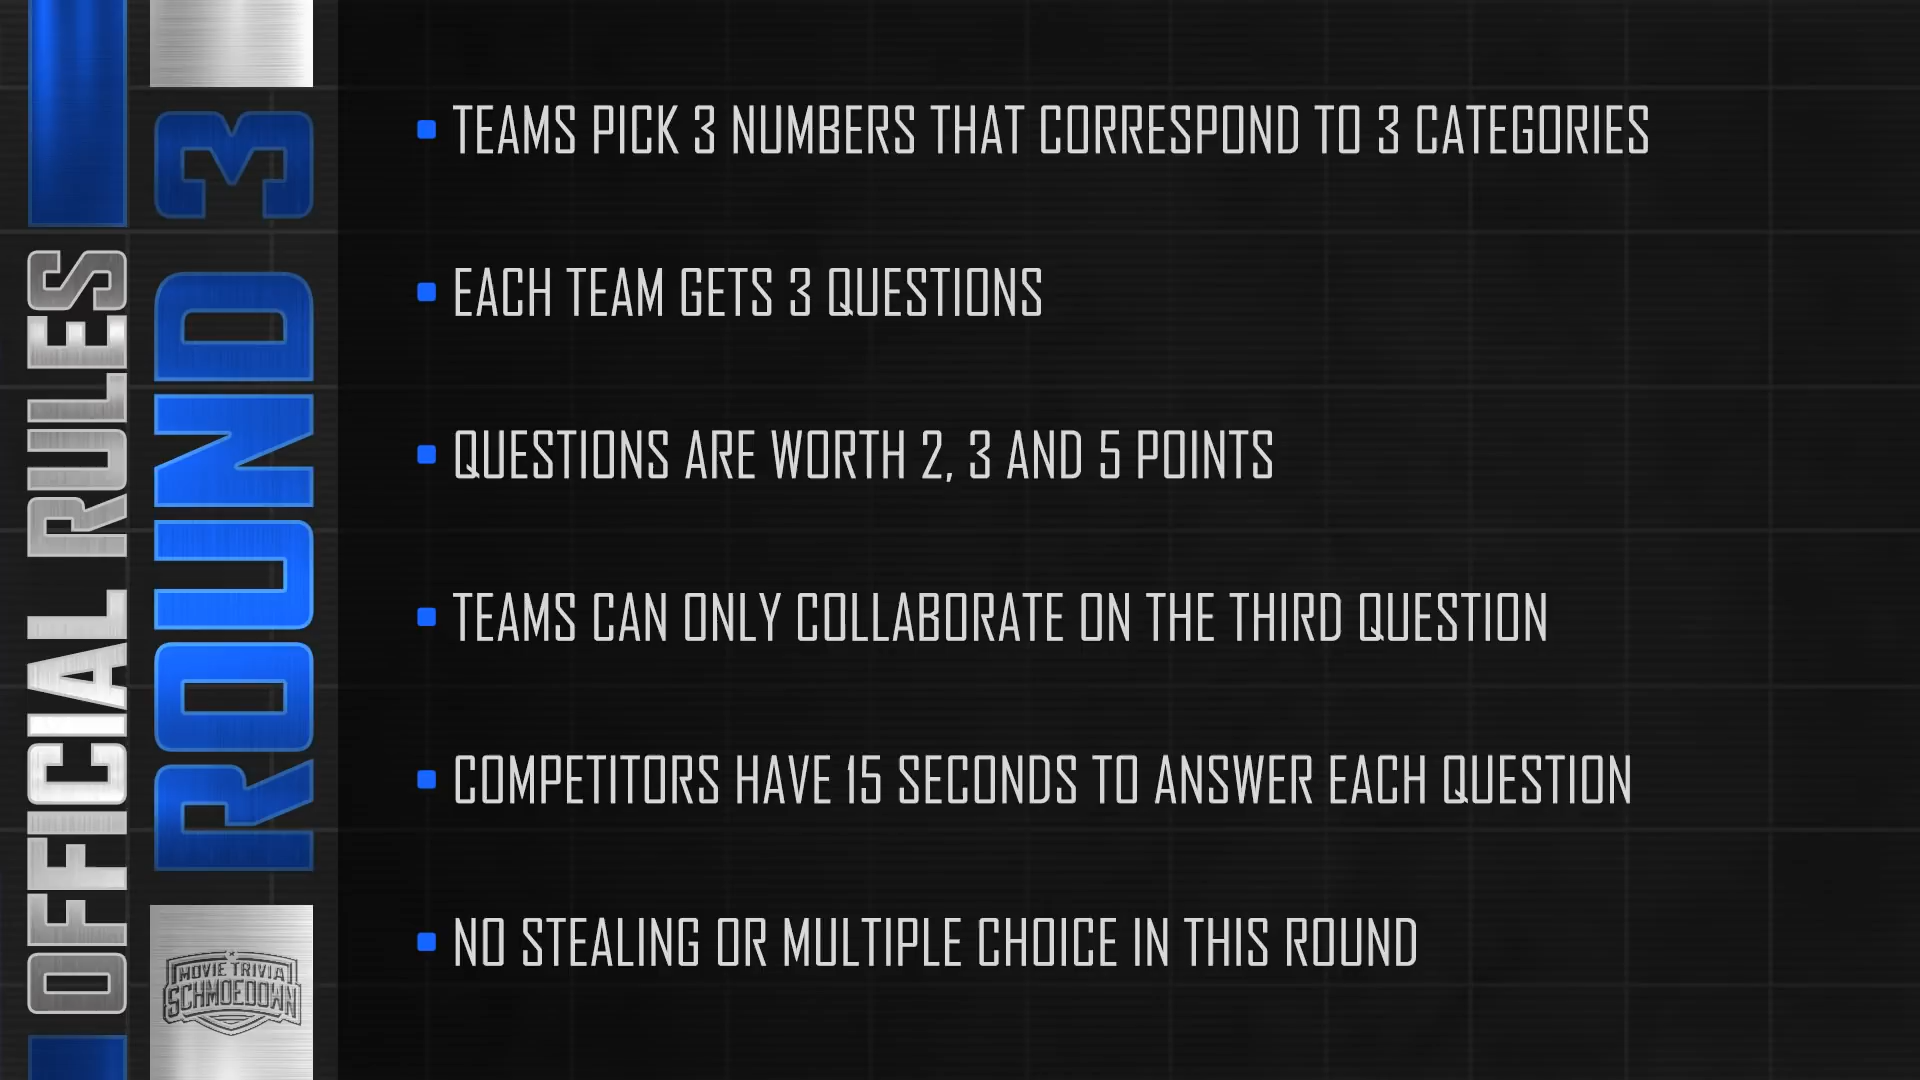 OFFICIAL RULES
ROUND 3
TEAMS PICK 3 NUMBERS THAT CORRESPOND TO 3 CATEGORIES
EACH TEAM GETS 3 QUESTIONS
QUESTIONS ARE WORTH 2, 3 AND 5 POINTS
TEAMS CAN ONLY COLLABORATE ON THE THIRD QUESTION
COMPETITORS HAVE 15 SECONDS TO ANSWER EACH QUESTION
NO STEALING OR MULTIPLE CHOICE IN THIS ROUND
MOVIE TRIVIA
SCHMOEDOWN